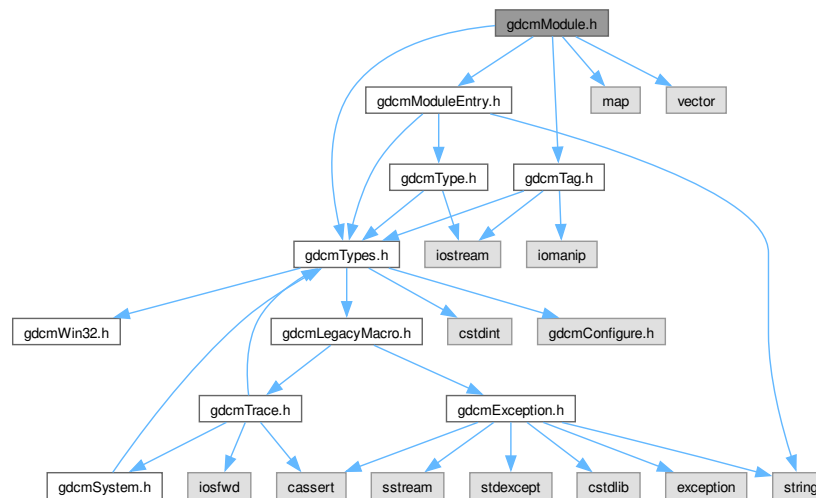 gdcmModule.h
gdcmModuleEntry.h
map
vector
gdcmType.h
gdcmTag.h
gdcmTypes.h
iostream
iomanip
gdcmWin32.h
gdcmLegacyMacro.h
cstdint
gdcmConfigure.h
gdcmTrace.h
gdcmException.h
gdcmSystem.h
iosfwd
cassert
sstream
stdexcept
cstdlib
exception
string